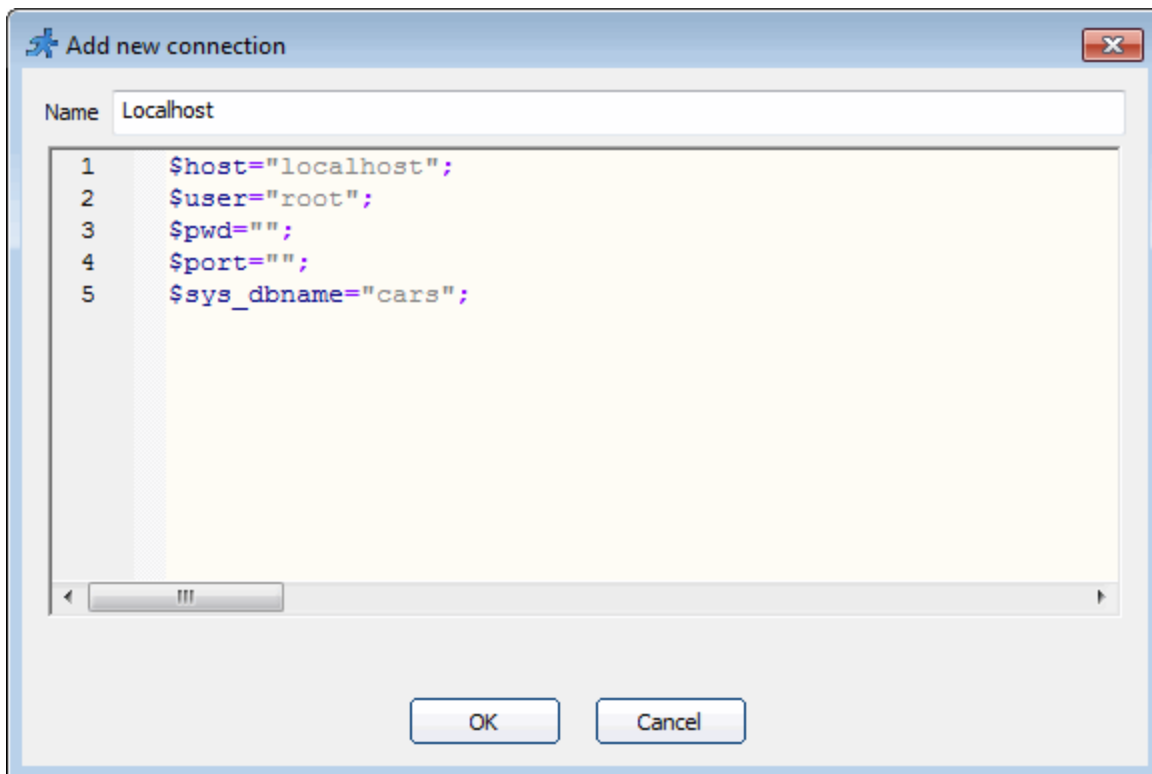 Add new connection
Name Localhost
1 $host="localhost";
2 $user="root";
3 $pwd="";
4 $port="";
5 $sys_dbname="cars";
OK Cancel